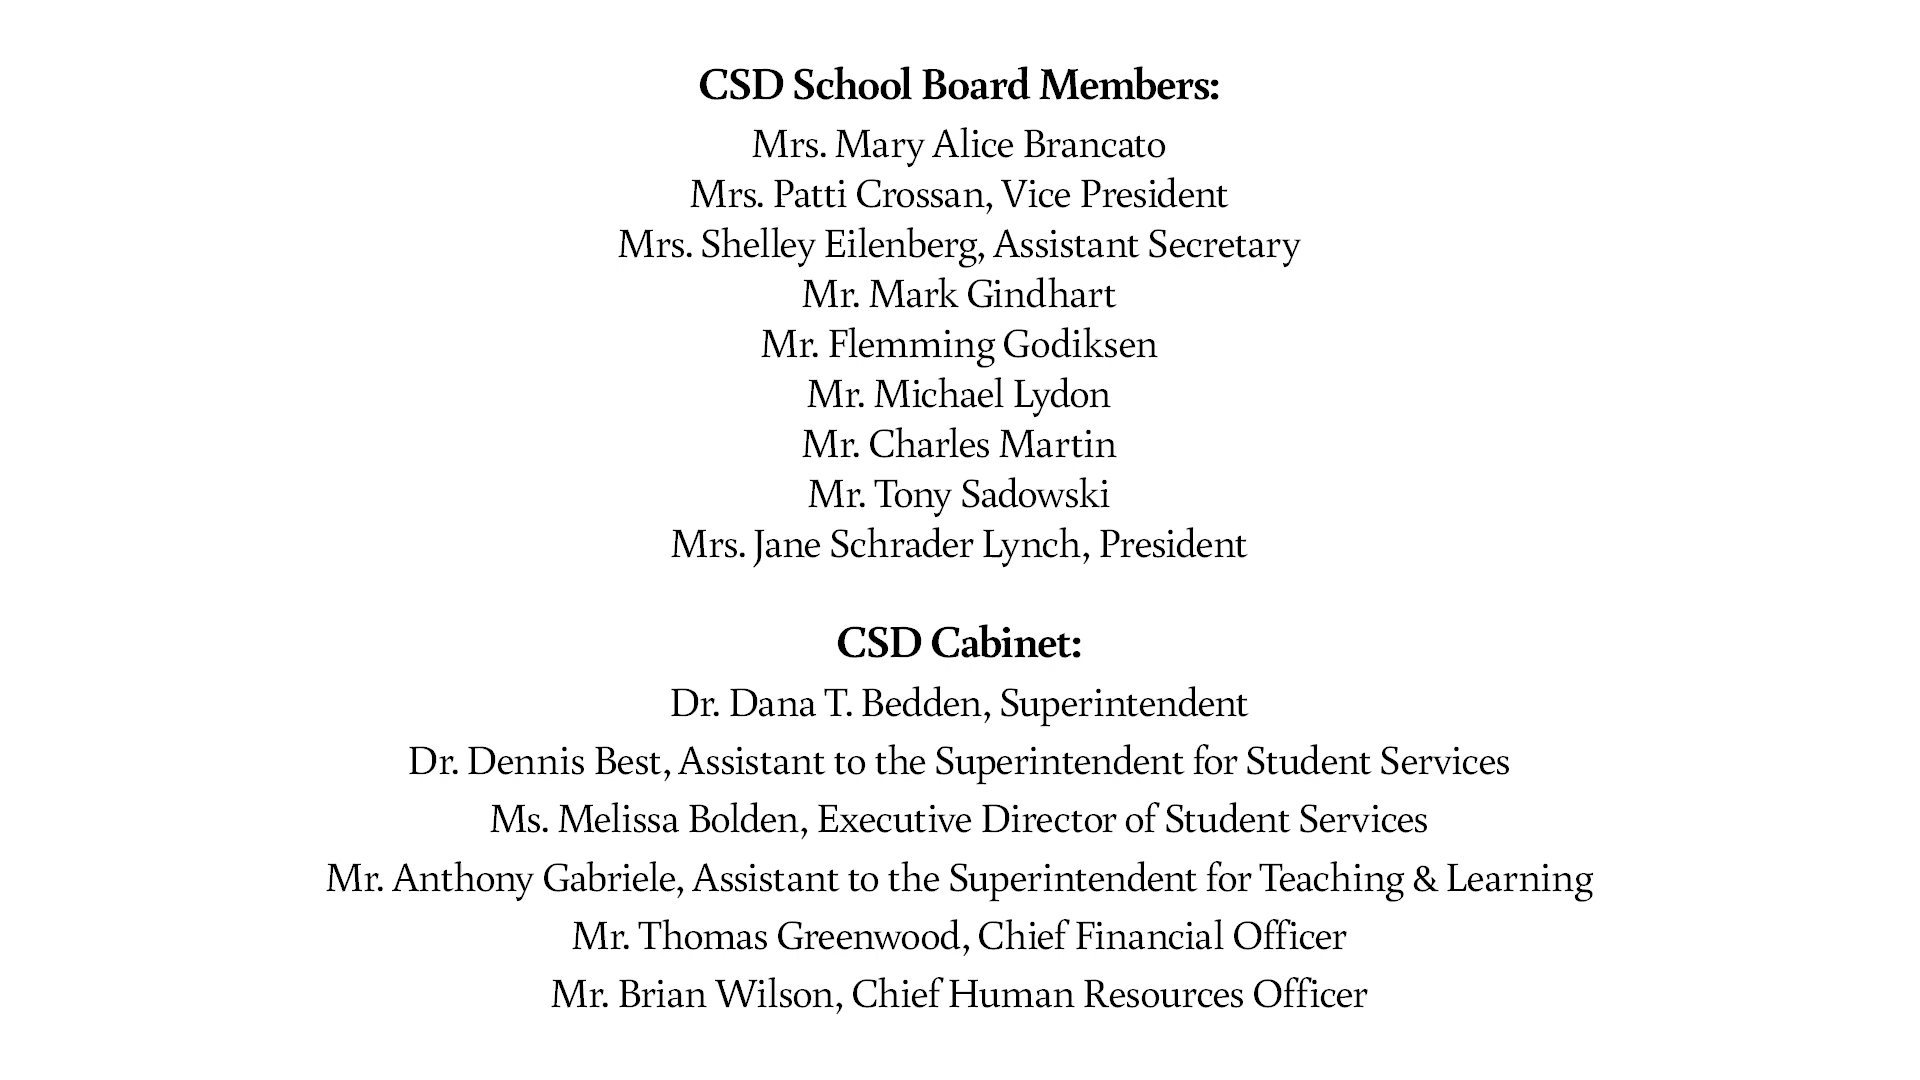 CSD School Board Members:
Mrs. Mary Alice Brancato
Mrs. Patti Crossan, Vice President
Mrs. Shelley Eilenberg, Assistant Secretary
Mr. Mark Gindhart
Mr. Flemming Godiksen
Mr. Michael Lydon
Mr. Charles Martin
Mr. Tony Sadowski
Mrs. Jane Schrader Lynch, President
CSD Cabinet:
Dr. Dana T. Bedden, Superintendent
Dr. Dennis Best, Assistant to the Superintendent for Student Services
Ms. Melissa Bolden, Executive Director of Student Services
Mr. Anthony Gabriele, Assistant to the Superintendent for Teaching & Learning
Mr. Thomas Greenwood, Chief Financial Officer
Mr. Brian Wilson, Chief Human Resources Officer